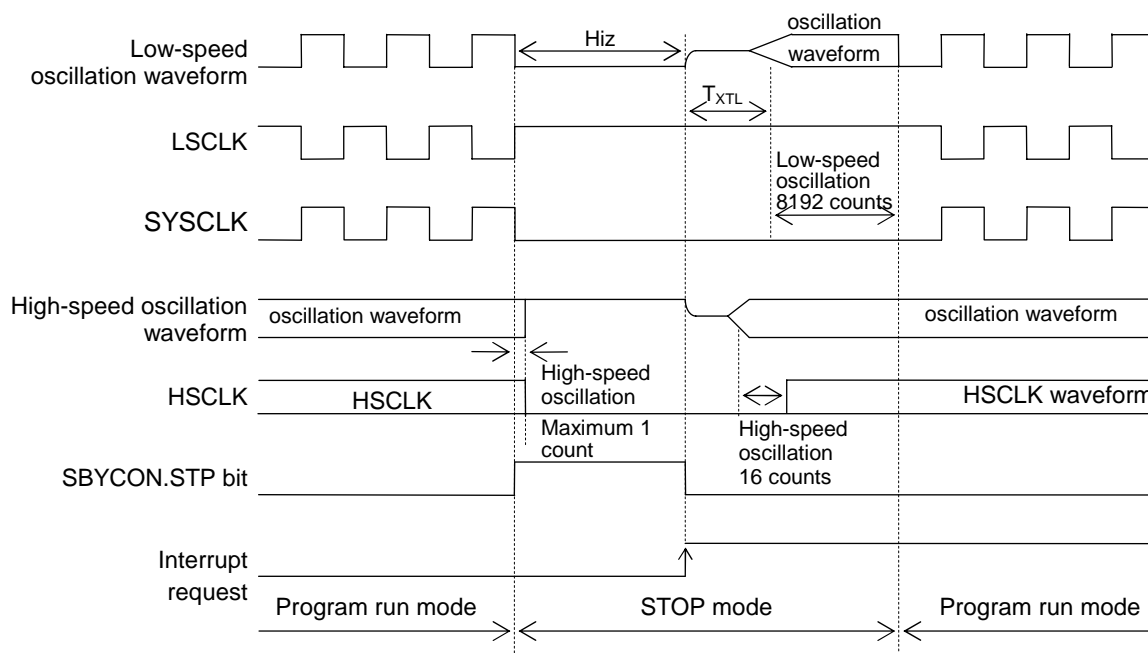 Low-speed
oscillation waveform
Hiz
oscillation
waveform
TXTL
LSCLK
Low-speed
oscillation
8192 counts
SYSCLK
High-speed oscillation
waveform
oscillation waveform
oscillation waveform
HSCLK
HSCLK
High-speed
oscillation
Maximum 1
count
HSCLK waveform
High-speed
oscillation
16 counts
SBYCON.STP bit
Interrupt
request
Program run mode
STOP mode
Program run mode